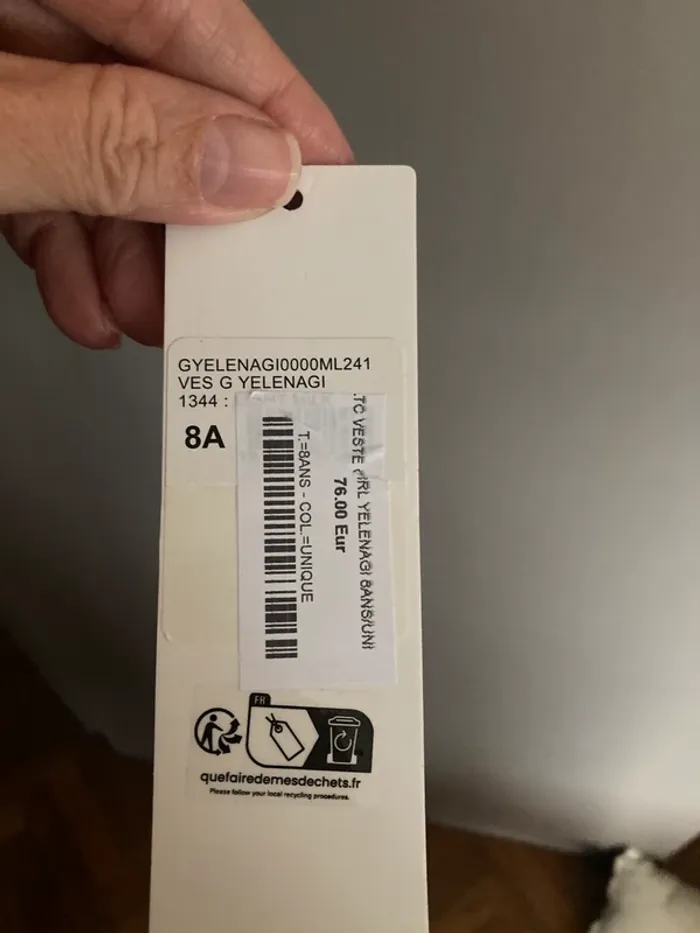 GYELENAGI0000ML241
VES G YELENAGI
1344 :
8A
TC VESTE GIRL YELENAGI 8ANS/UNI
76.00 Eur
T.=8ANS - COL.=UNIQUE
FR
quefairedemesdechets.fr
Please follow your local recycling procedures.